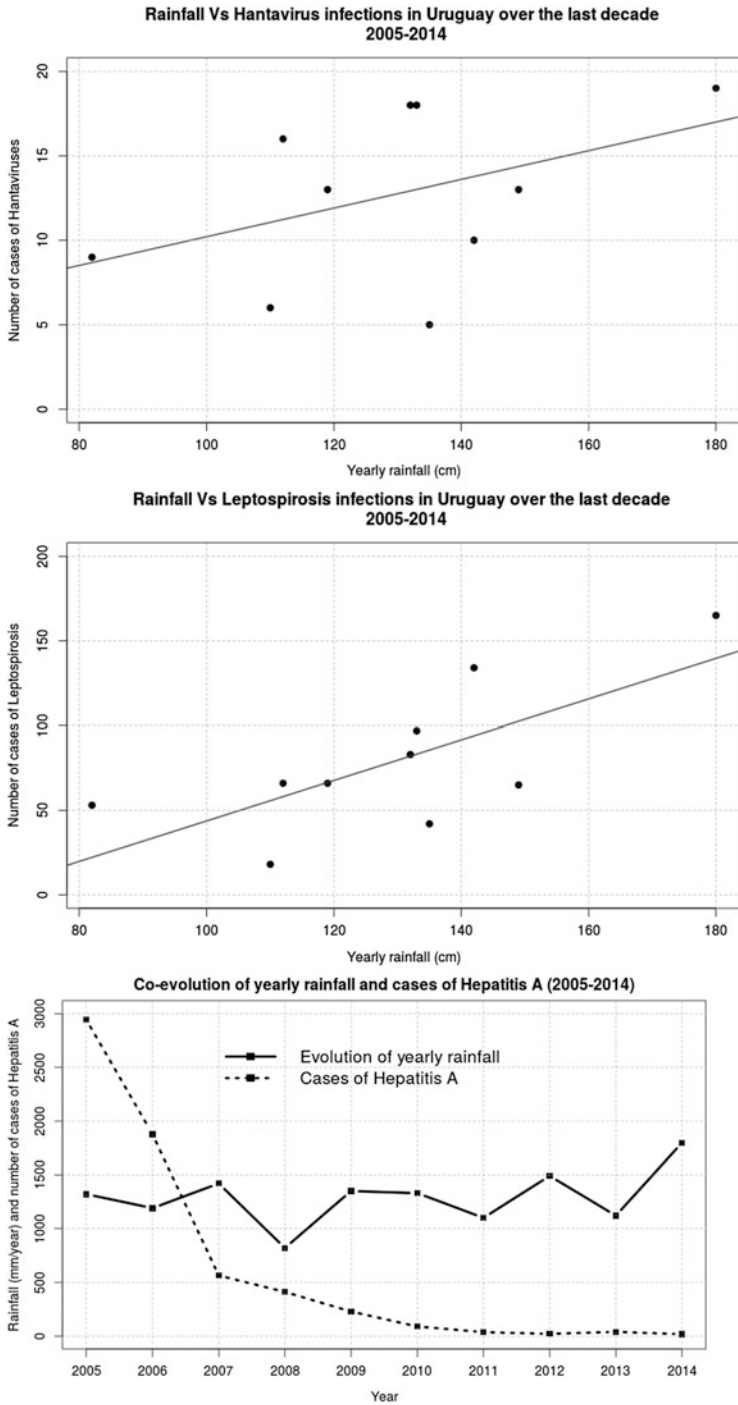 Rainfall Vs Hantavirus infections in Uruguay over the last decade
2005-2014
20
15
10
5
0
Number of cases of Hantaviruses
80 100 120 140 160 180
Yearly rainfall (cm)
Rainfall Vs Leptospirosis infections in Uruguay over the last decade
2005-2014
200
150
100
50
0
Number of cases of Leptospirosis
80 100 120 140 160 180
Yearly rainfall (cm)
Co-evolution of yearly rainfall and cases of Hepatitis A (2005-2014)
3000
2500
2000
1500
1000
500
0
Rainfall (mm/year) and number of cases of Hepatitis A
Evolution of yearly rainfall
Cases of Hepatitis A
2005 2006 2007 2008 2009 2010 2011 2012 2013 2014
Year